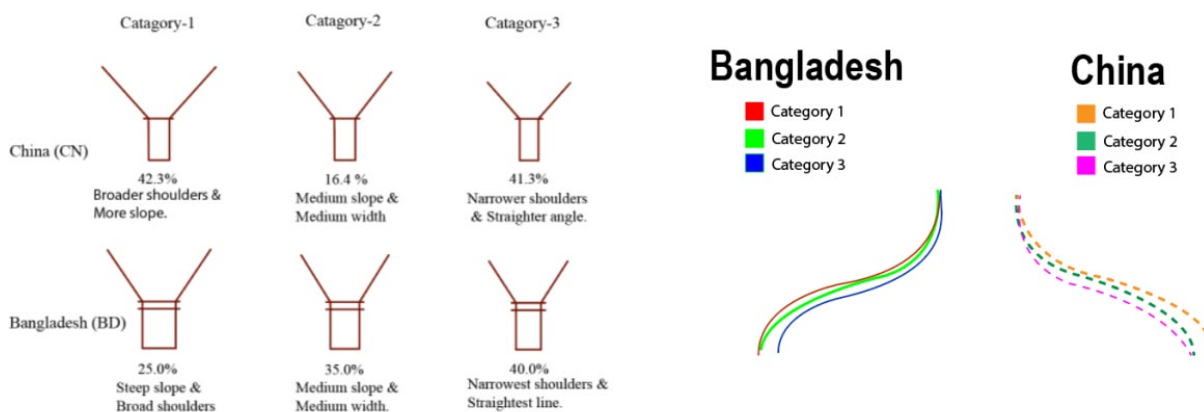 Catagory-1
Catagory-2
Catagory-3
China (CN)
42.3%
Broader shoulders &
More slope.
16.4 %
Medium slope &
Medium width
41.3%
Narrower shoulders
& Straighter angle.
Bangladesh (BD)
25.0%
Steep slope &
Broad shoulders
35.0%
Medium slope &
Medium width.
40.0%
Narrowest shoulders &
Straightest line.
Bangladesh
Category 1
Category 2
Category 3
China
Category 1
Category 2
Category 3